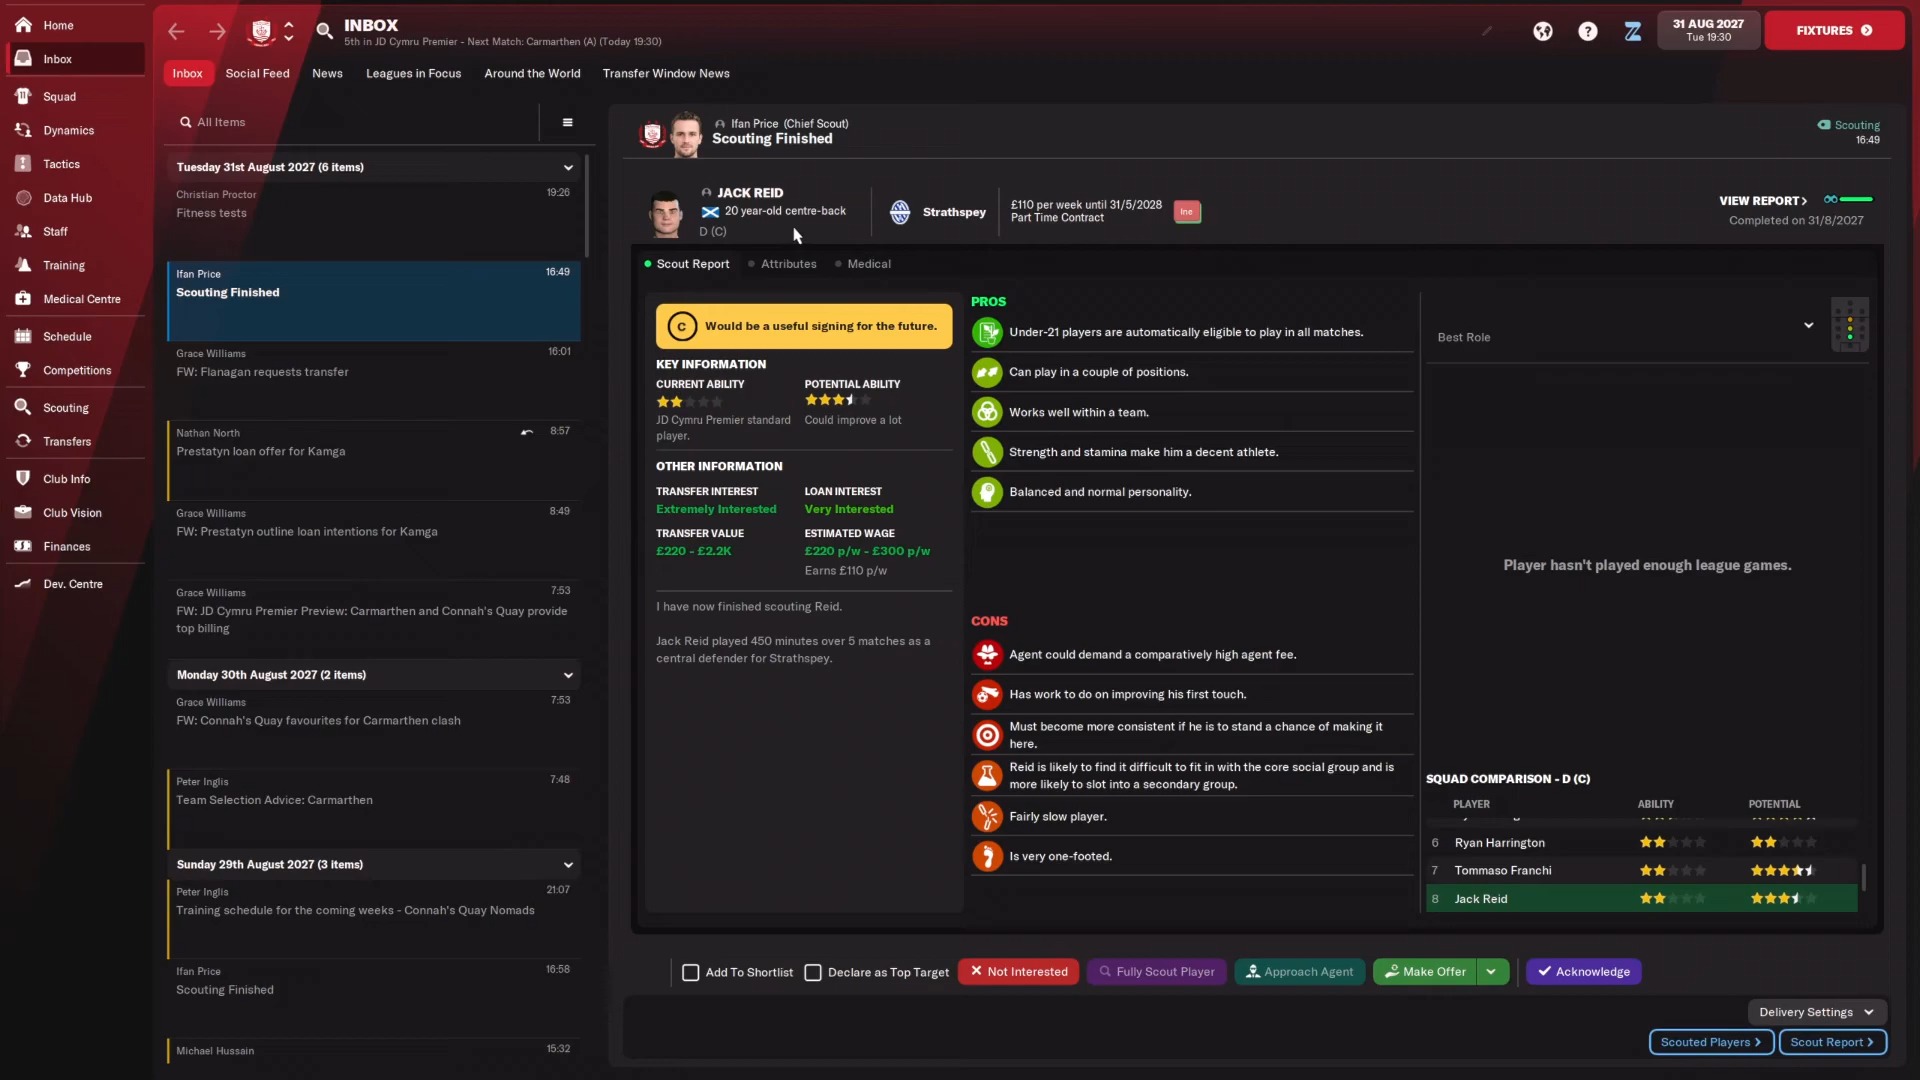 Home
Inbox
Squad
Dynamics
Tactics
Data Hub
Staff
Training
Medical Centre
Schedule
Competitions
Scouting
Transfers
Club Info
Club Vision
Finances
Dev. Centre
INBOX
5th in JD Cymru Premier - Next Match: Carmarthen (A) (Today 19:30)
31 AUG 2027
Tue 19:30
FIXTURES
Inbox
Social Feed
News
Leagues in Focus
Around the World
Transfer Window News
All Items
Tuesday 31st August 2027 (6 items)
Christian Proctor 19:26
Fitness tests
Ifan Price 16:49
Scouting Finished
Grace Williams 16:01
FW: Flanagan requests transfer
Nathan North 8:57
Prestatyn loan offer for Kamga
Grace Williams 8:49
FW: Prestatyn outline loan intentions for Kamga
Grace Williams 7:53
FW: JD Cymru Premier Preview: Carmarthen and Connah's Quay provide
top billing
Monday 30th August 2027 (2 items)
Grace Williams 7:53
FW: Connah's Quay favourites for Carmarthen clash
Peter Inglis 7:48
Team Selection Advice: Carmarthen
Sunday 29th August 2027 (3 items)
Peter Inglis 21:07
Training schedule for the coming weeks - Connah's Quay Nomads
Ifan Price 16:58
Scouting Finished
Michael Hussain 15:32
Ifan Price (Chief Scout)
Scouting Finished
Scouting
16:49
JACK REID
20 year-old centre-back
D (C)
Strathspey
£110 per week until 31/5/2028
Part Time Contract
Inc
VIEW REPORT
Completed on 31/8/2027
Scout Report
Attributes
Medical
C
Would be a useful signing for the future.
KEY INFORMATION
CURRENT ABILITY POTENTIAL ABILITY
JD Cymru Premier standard Could improve a lot
player.
OTHER INFORMATION
TRANSFER INTEREST LOAN INTEREST
Extremely Interested Very Interested
TRANSFER VALUE ESTIMATED WAGE
£220 - £2.2K £220 p/w - £300 p/w
Earns £110 p/w
I have now finished scouting Reid.
Jack Reid played 450 minutes over 5 matches as a
central defender for Strathspey.
PROS
Under-21 players are automatically eligible to play in all matches.
Can play in a couple of positions.
Works well within a team.
Strength and stamina make him a decent athlete.
Balanced and normal personality.
CONS
Agent could demand a comparatively high agent fee.
Has work to do on improving his first touch.
Must become more consistent if he is to stand a chance of making it
here.
Reid is likely to find it difficult to fit in with the core social group and is
more likely to slot into a secondary group.
Fairly slow player.
Is very one-footed.
Best Role
Player hasn't played enough league games.
SQUAD COMPARISON - D (C)
PLAYER ABILITY POTENTIAL
6 Ryan Harrington
7 Tommaso Franchi
8 Jack Reid
Add To Shortlist
Declare as Top Target
Not Interested
Fully Scout Player
Approach Agent
Make Offer
Acknowledge
Delivery Settings
Scouted Players
Scout Report